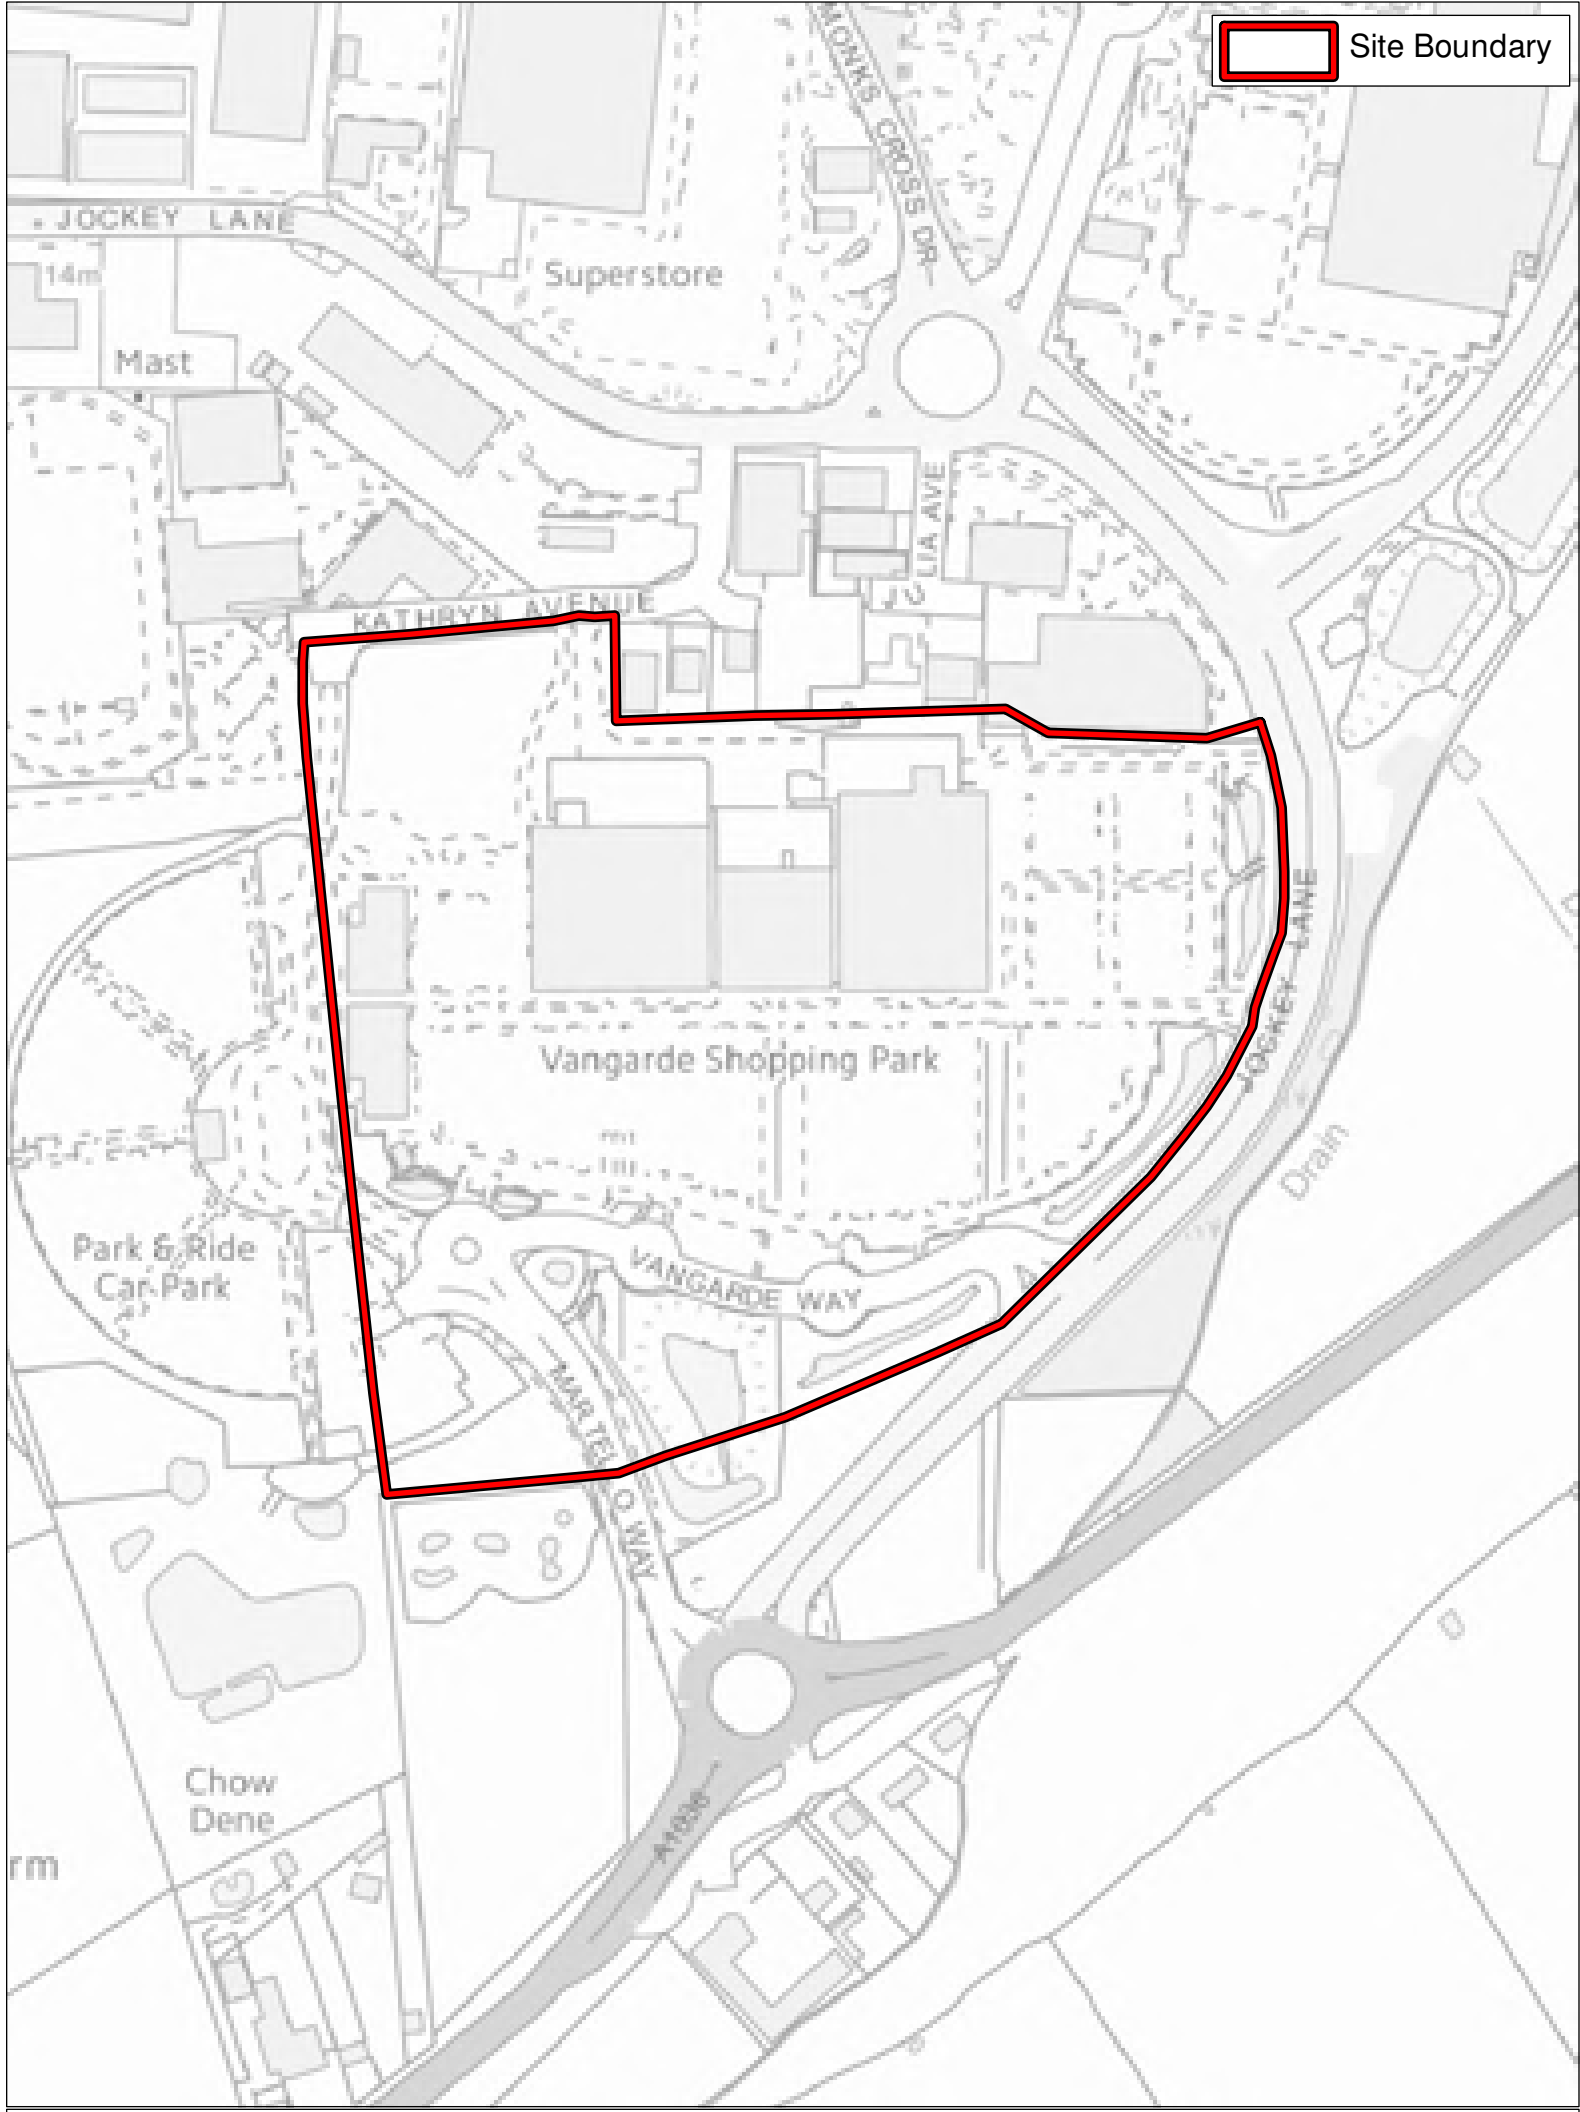 Site Boundary
MONKS CROSS DR
JOCKEY LANE
14m
Superstore
Mast
JULIA AVE
KATHRYN AVENUE
JOCKEY LANE
Vangarde Shopping Park
Drain
Park & Ride
Car Park
VANGARDE WAY
MARTELLO WAY
Chow
Dene
A1036
rm